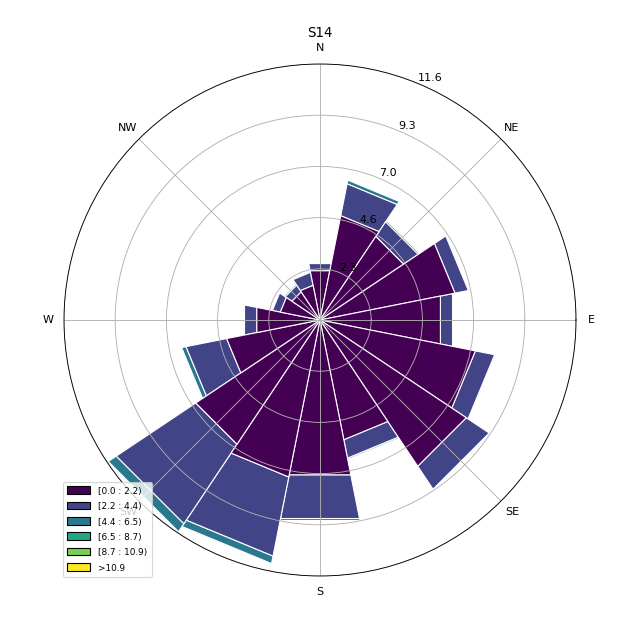 S14
N
11.6
NW
9.3
NE
7.0
4.6
W
E
[0.0 : 2.2)
[2.2 : 4.4)
[4.4 : 6.5)
[6.5 : 8.7)
[8.7 : 10.9)
>10.9
SW
SE
S